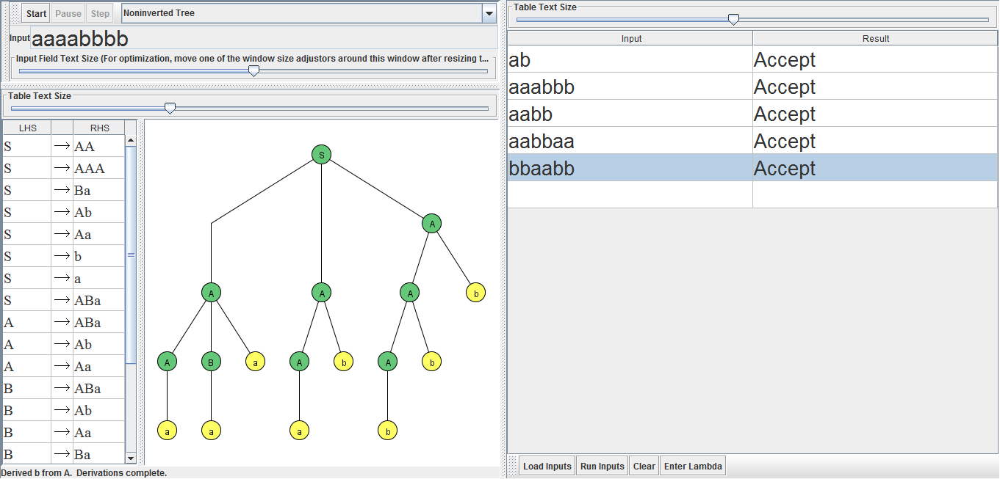 Start Pause Step Noninverted Tree
Input aaaabbbb
Input Field Text Size (For optimization, move one of the window size adjustors around this window after resizing t...
Table Text Size
LHS RHS
S → AA
S → AAA
S → Ba
S → Ab
S → Aa
S → b
S → a
S → ABa
A → ABa
A → Ab
A → Aa
B → ABa
B → Ab
B → Aa
B → Ba
S
A
A A A b
A B a A b A b
a a a b
Derived b from A. Derivations complete.
Table Text Size
Input Result
ab Accept
aaabbb Accept
aabb Accept
aabbaa Accept
bbaabb Accept
Load Inputs Run Inputs Clear Enter Lambda